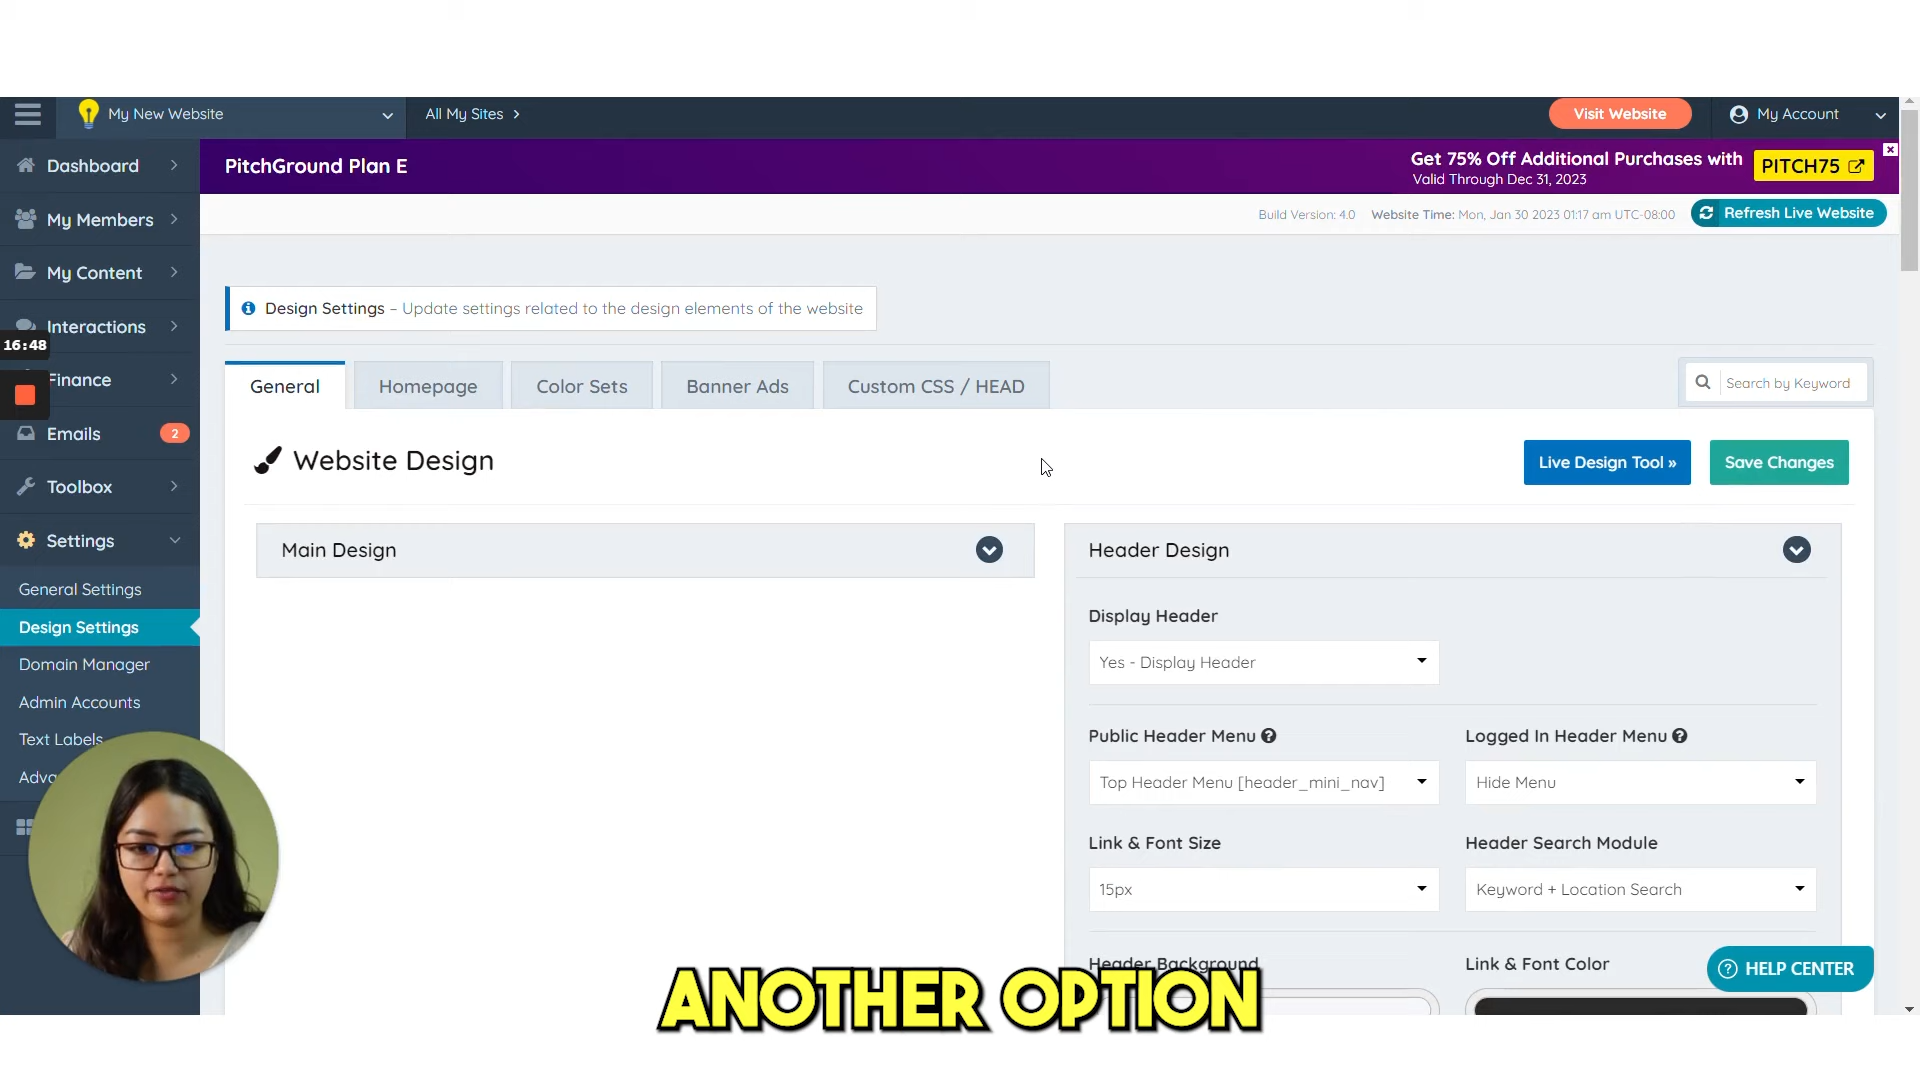 My New Website
All My Sites
Visit Website
My Account
Dashboard
PitchGround Plan E
Get 75% Off Additional Purchases with
Valid Through Dec 31, 2023
PITCH75
My Members
Build Version: 4.0
Website Time: Mon, Jan 30 2023 01:17 am UTC-08:00
Refresh Live Website
My Content
Interactions
16:48
Finance
Emails
2
Toolbox
Settings
General Settings
Design Settings
Domain Manager
Admin Accounts
Text Labels
Design Settings – Update settings related to the design elements of the website
General
Homepage
Color Sets
Banner Ads
Custom CSS / HEAD
Search by Keyword
Website Design
Live Design Tool »
Save Changes
Main Design
Header Design
Display Header
Yes - Display Header
Public Header Menu
Logged In Header Menu
Top Header Menu [header_mini_nav]
Hide Menu
Link & Font Size
Header Search Module
15px
Keyword + Location Search
Header Background
Link & Font Color
HELP CENTER
ANOTHER OPTION